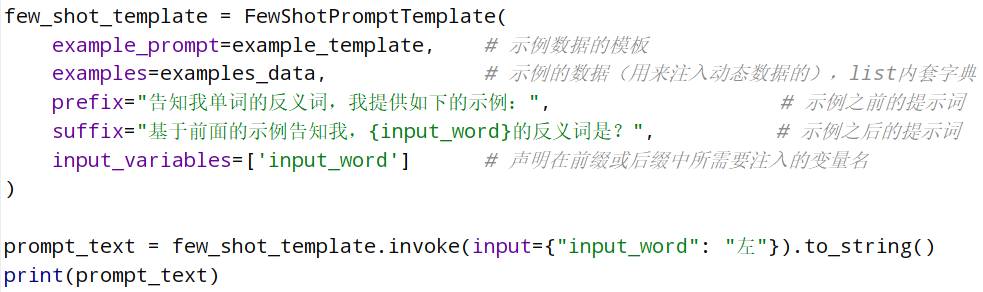 few_shot_template = FewShotPromptTemplate(
    example_prompt=example_template,    # 示例数据的模板
    examples=examples_data,    # 示例的数据（用来注入动态数据的），list内套字典
    prefix="告知我单词的反义词，我提供如下的示例：",    # 示例之前的提示词
    suffix="基于前面的示例告知我，{input_word}的反义词是？",    # 示例之后的提示词
    input_variables=['input_word']    # 声明在前缀或后缀中所需要注入的变量名
)
prompt_text = few_shot_template.invoke(input={"input_word": "左"}).to_string()
print(prompt_text)